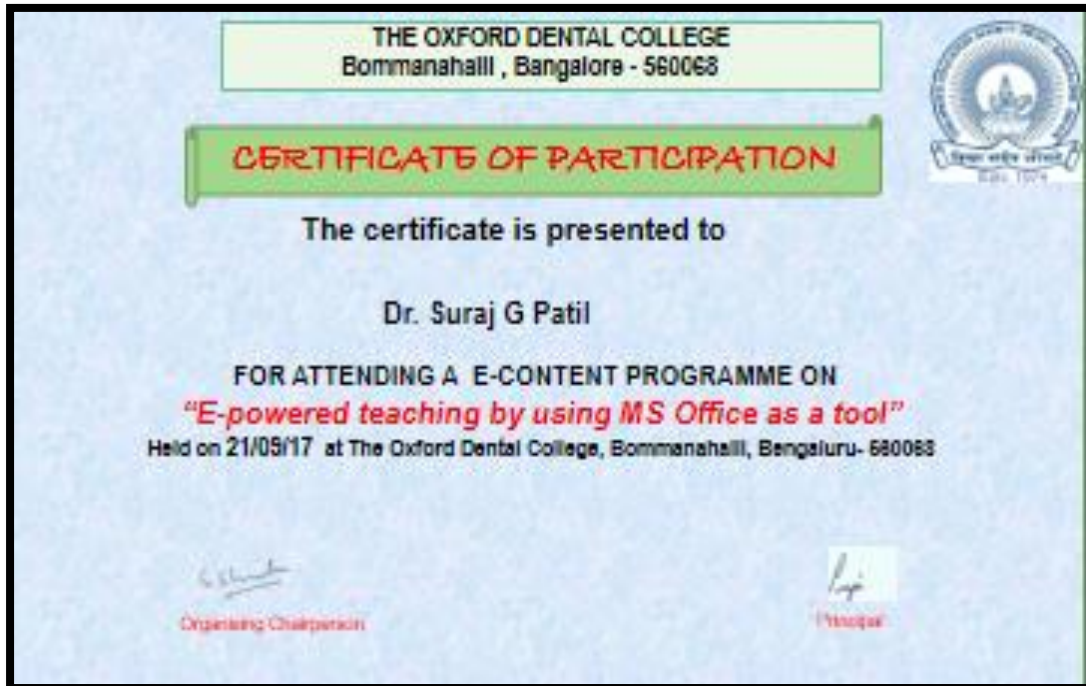 THE OXFORD DENTAL COLLEGE
Bommanahalli , Bangalore - 560068
CERTIFICATE OF PARTICIPATION
Estd. 1974
The certificate is presented to
Dr. Suraj G Patil
FOR ATTENDING A E-CONTENT PROGRAMME ON
“E-powered teaching by using MS Office as a tool”
Held on 21/09/17 at The Oxford Dental College, Bommanahalli, Bengaluru- 560068
Organising Chairperson
Principal